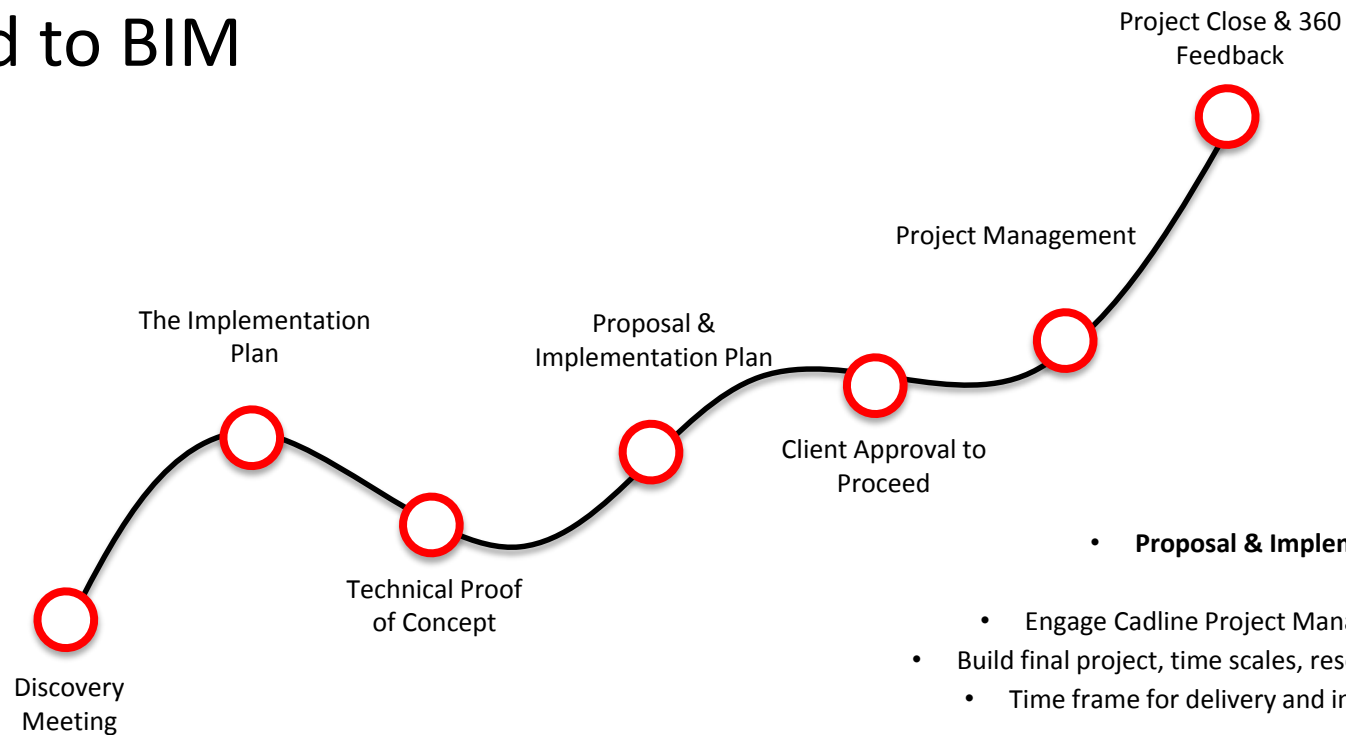 d to BIM
Project Close & 360
Feedback
Project Management
The Implementation
Plan
Proposal &
Implementation Plan
Client Approval to
Proceed
Technical Proof
of Concept
Discovery
Meeting
• Proposal & Implen
• Engage Cadline Project Mana
• Build final project, time scales, res
• Time frame for delivery and in